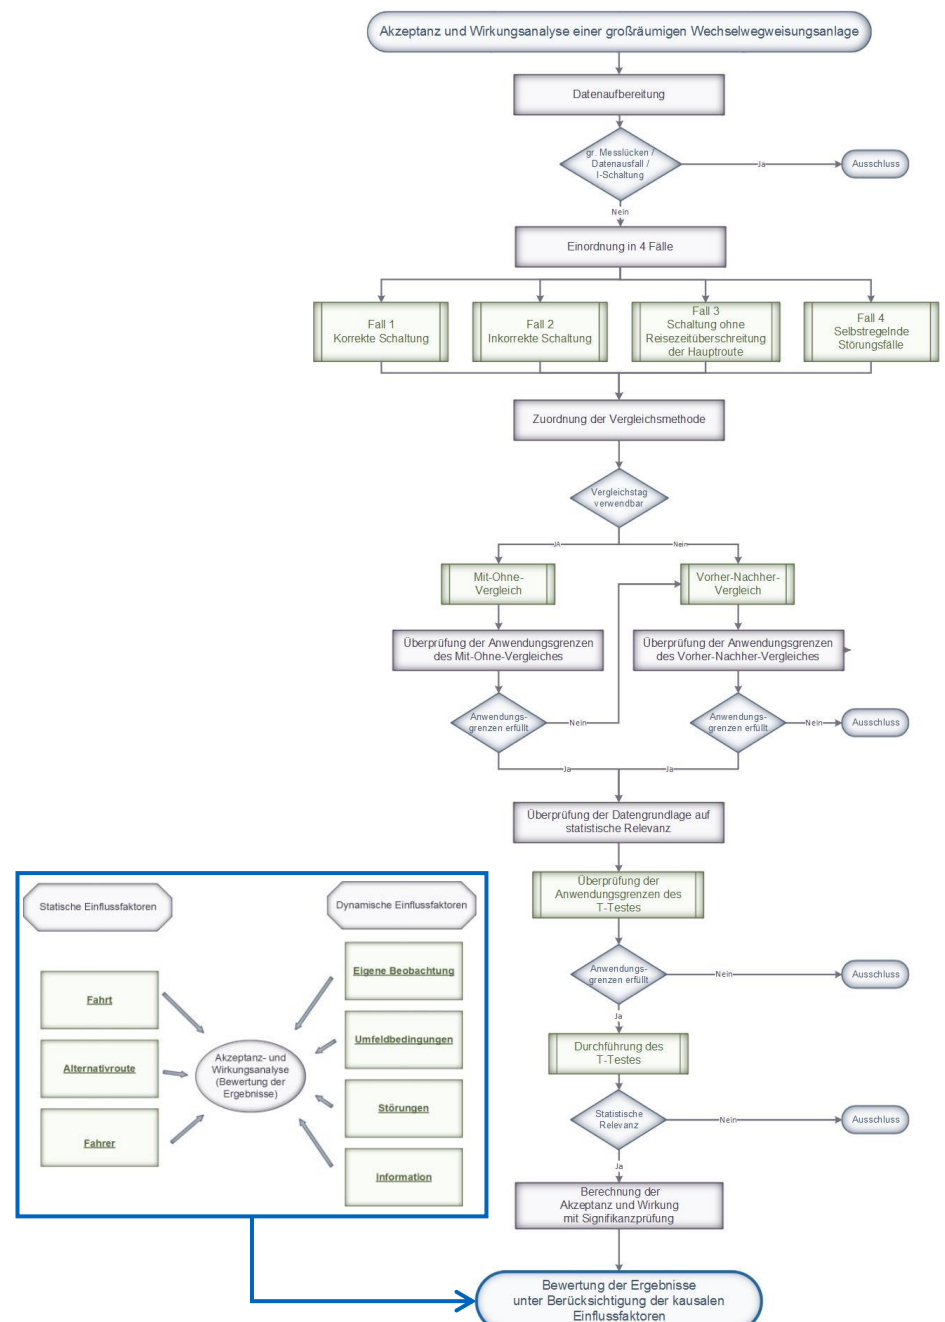 Akzeptanz und Wirkungsanalyse einer großräumigen Wechselwegweisungsanlage
Datenaufbereitung
gr. Messlücken /
Datenausfall /
I-Schaltung
Ja
Ausschluss
Nein
Einordnung in 4 Fälle
Fall 1
Korrekte Schaltung
Fall 2
Inkorrekte Schaltung
Fall 3
Schaltung ohne
Reisezeitüberschreitung
der Hauptroute
Fall 4
Selbstregelnde
Störungsfälle
Zuordnung der Vergleichsmethode
Vergleichstag
verwendbar
JA
Nein
Mit-Ohne-
Vergleich
Vorher-Nachher-
Vergleich
Überprüfung der Anwendungsgrenzen
des Mit-Ohne-Vergleiches
Überprüfung der Anwendungsgrenzen
des Vorher-Nachher-Vergleiches
Anwendungs-
grenzen erfüllt
Nein
Anwendungs-
grenzen erfüllt
Nein
Ausschluss
Ja
Ja
Überprüfung der Datengrundlage auf
statistische Relevanz
Überprüfung der
Anwendungsgrenzen des
T-Testes
Anwendungs-
grenzen erfüllt
Nein
Ausschluss
Ja
Durchführung des
T-Testes
Statistische
Relevanz
Nein
Ausschluss
Ja
Berechnung der
Akzeptanz und Wirkung
mit Signifikanzprüfung
Statische Einflussfaktoren
Dynamische Einflussfaktoren
Fahrt
Alternativroute
Fahrer
Akzeptanz- und
Wirkungsanalyse
(Bewertung der
Ergebnisse)
Eigene Beobachtung
Umfeldbedingungen
Störungen
Information
Bewertung der Ergebnisse
unter Berücksichtigung der kausalen
Einflussfaktoren